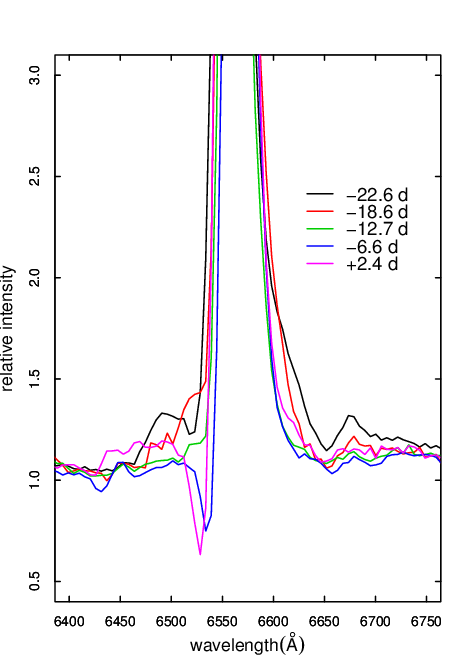 3.0
2.5
2.0
1.5
1.0
0.5
relative intensity
−22.6 d
−18.6 d
−12.7 d
−6.6 d
+2.4 d
6400 6450 6500 6550 6600 6650 6700 6750
wavelength(Å)